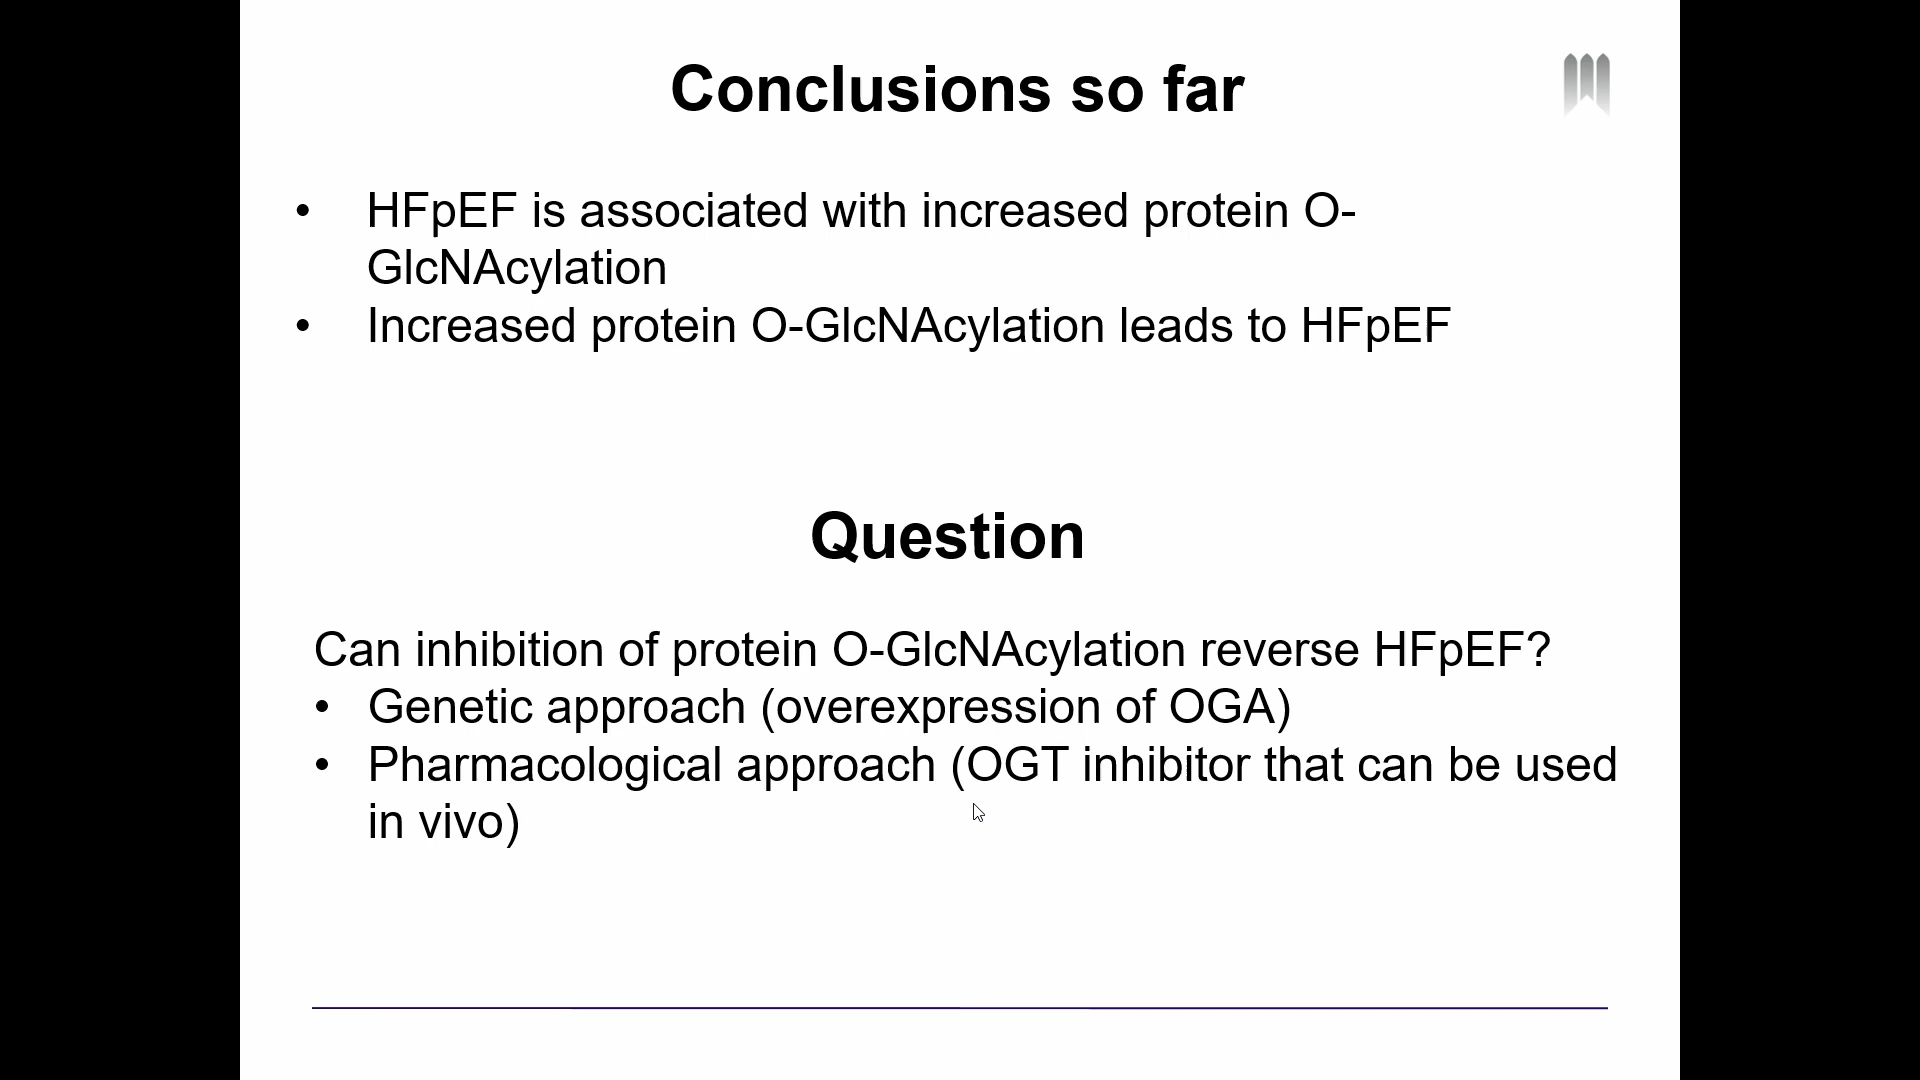 Conclusions so far
• HFpEF is associated with increased protein O-
GlcNAcylation
• Increased protein O-GlcNAcylation leads to HFpEF
Question
Can inhibition of protein O-GlcNAcylation reverse HFpEF?
• Genetic approach (overexpression of OGA)
• Pharmacological approach (OGT inhibitor that can be used
in vivo)